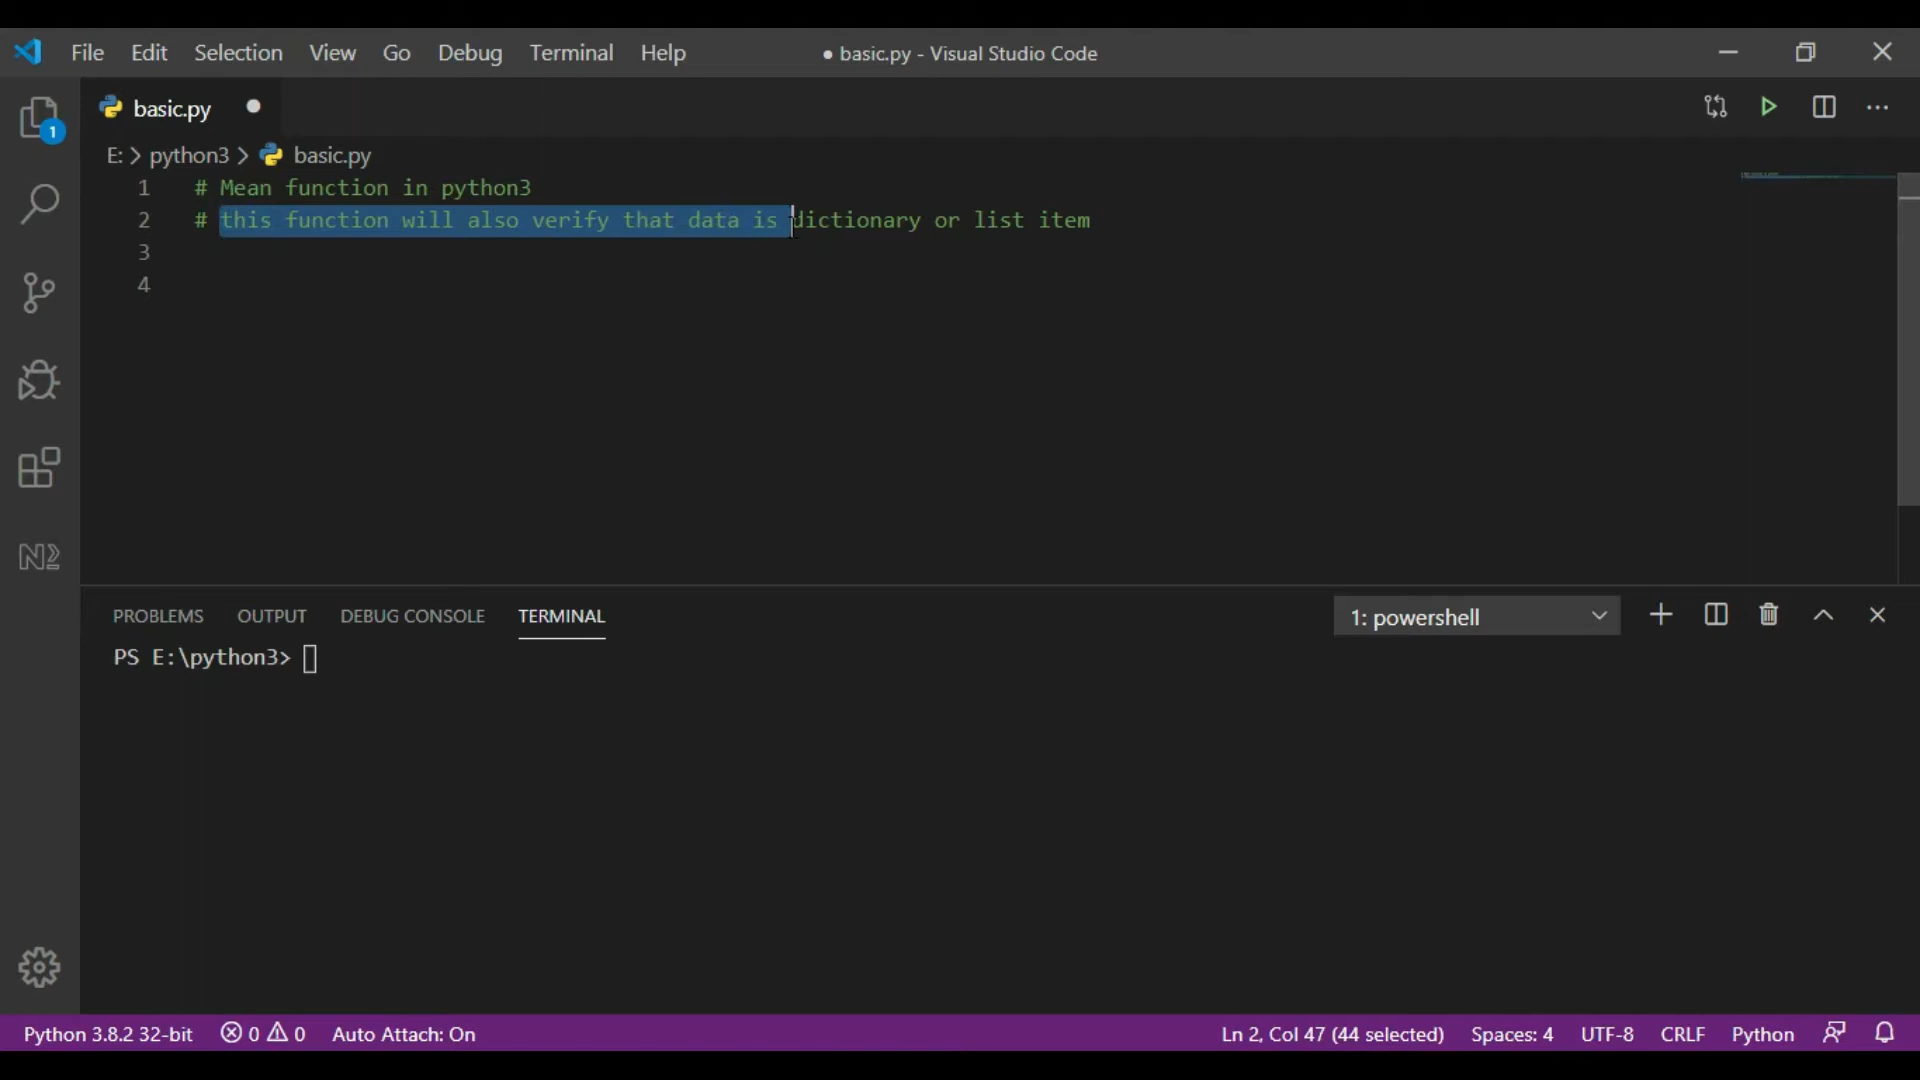 File Edit Selection View Go Debug Terminal Help ● basic.py - Visual Studio Code
basic.py
1
E: > python3 > basic.py
1 # Mean function in python3
2 # this function will also verify that data is dictionary or list item
3
4
PROBLEMS OUTPUT DEBUG CONSOLE TERMINAL 1: powershell
PS E:\python3>
Python 3.8.2 32-bit 0 0 Auto Attach: On Ln 2, Col 47 (44 selected) Spaces: 4 UTF-8 CRLF Python